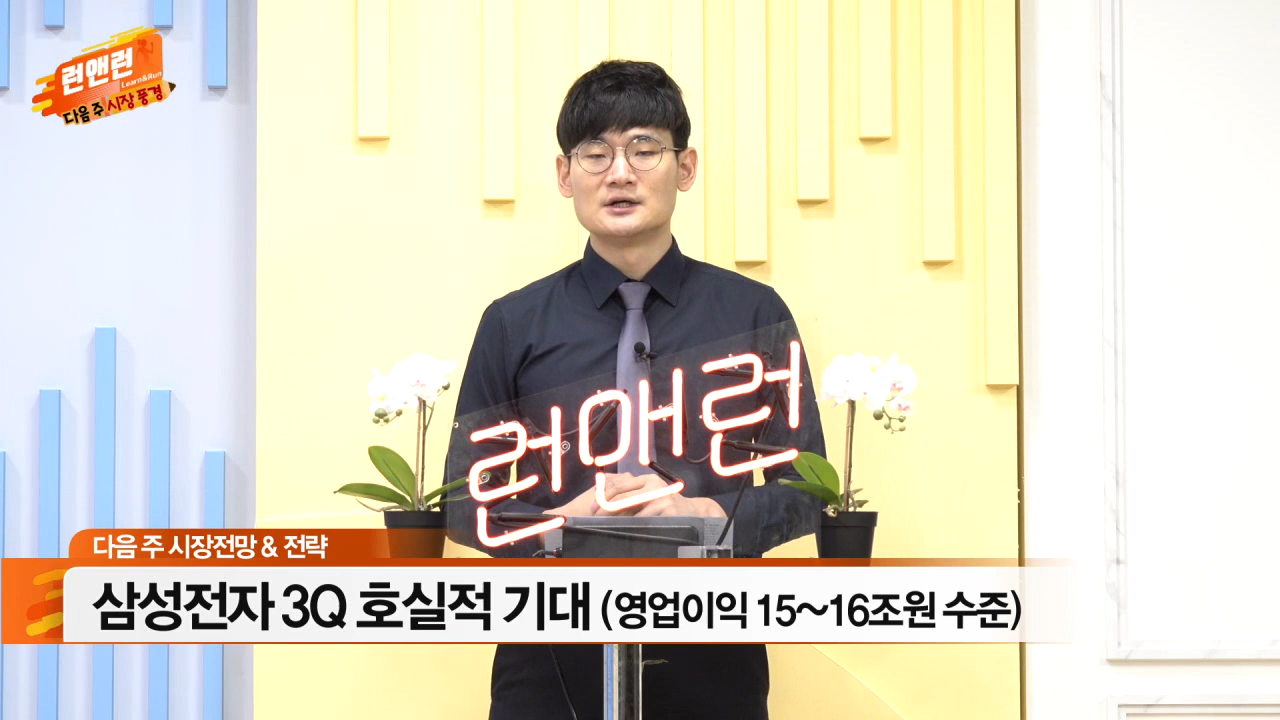 런앤런
Learn&Run
다음 주 시장 풍경
런앤런
다음 주 시장전망 & 전략
삼성전자 3Q 호실적 기대 (영업이익 15~16조원 수준)